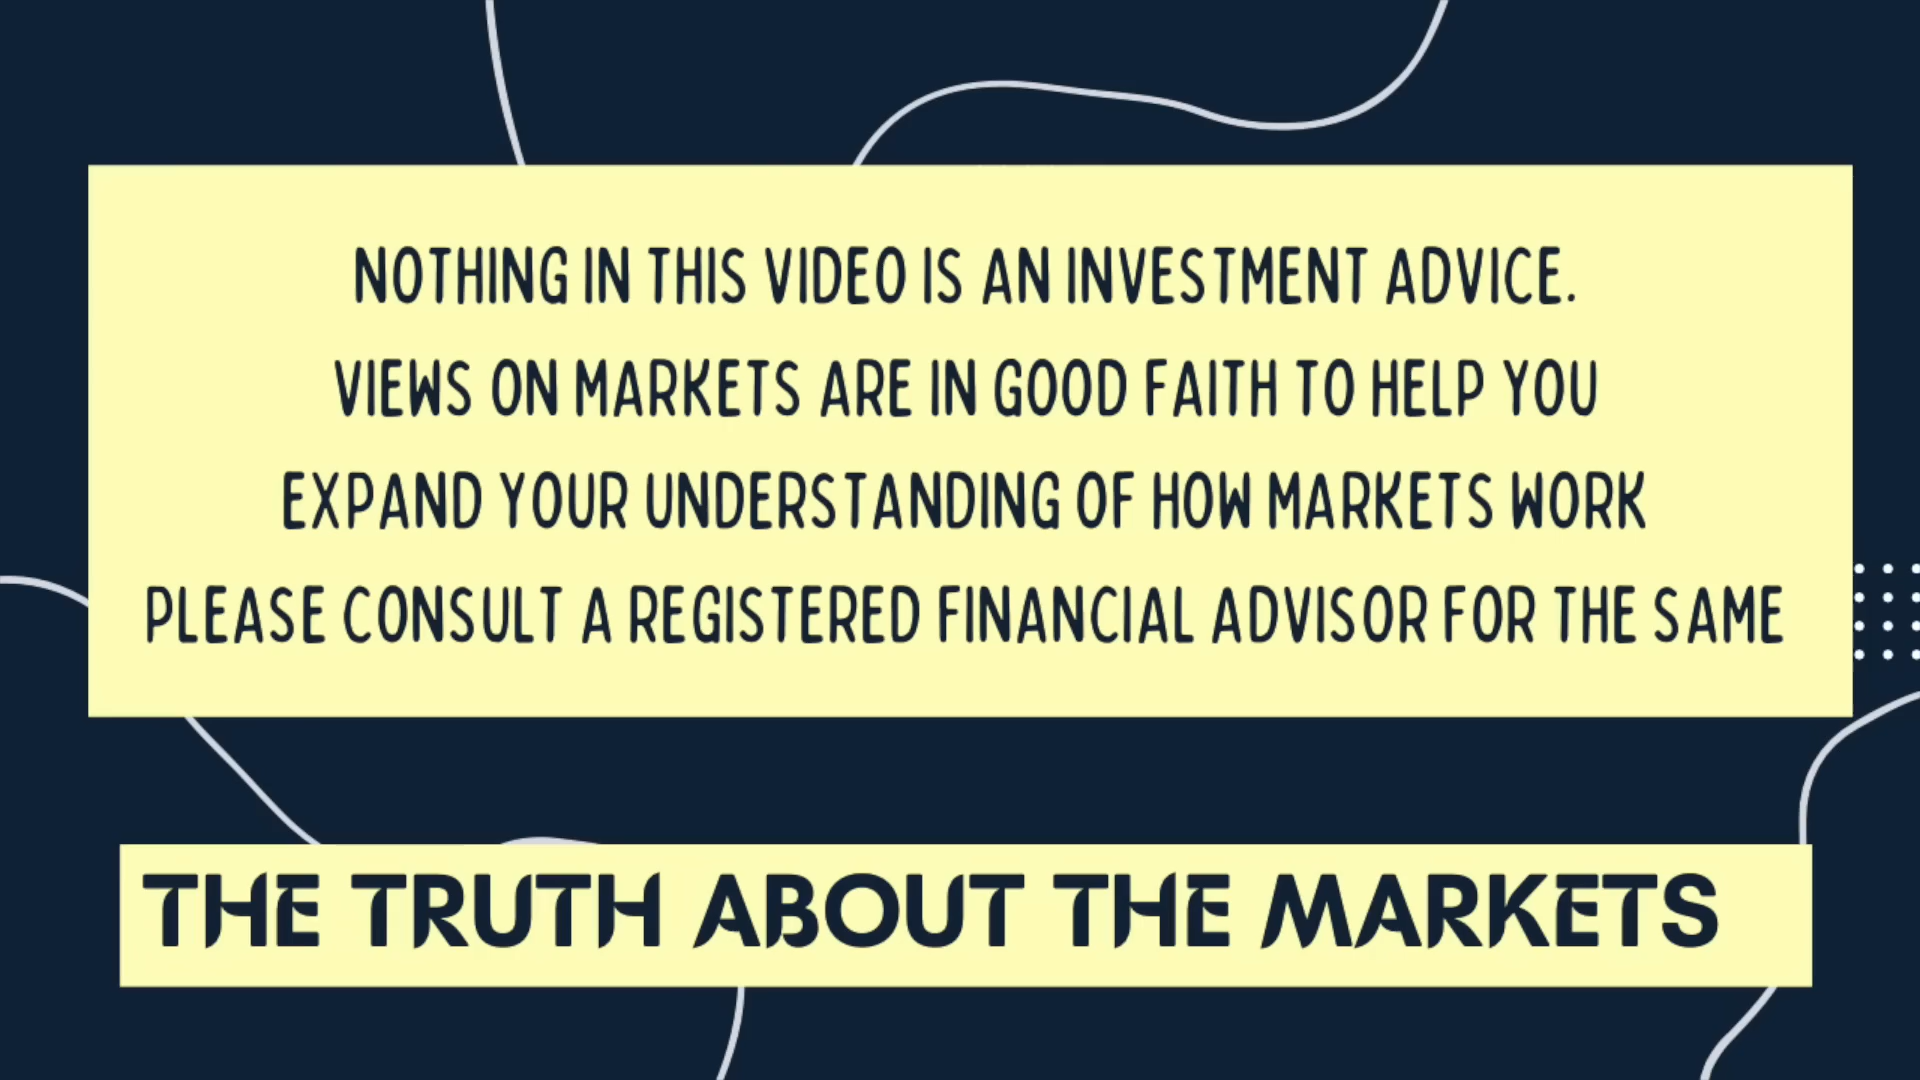 NOTHING IN THIS VIDEO IS AN INVESTMENT ADVICE.
VIEWS ON MARKETS ARE IN GOOD FAITH TO HELP YOU
EXPAND YOUR UNDERSTANDING OF HOW MARKETS WORK
PLEASE CONSULT A REGISTERED FINANCIAL ADVISOR FOR THE SAME
THE TRUTH ABOUT THE MARKETS